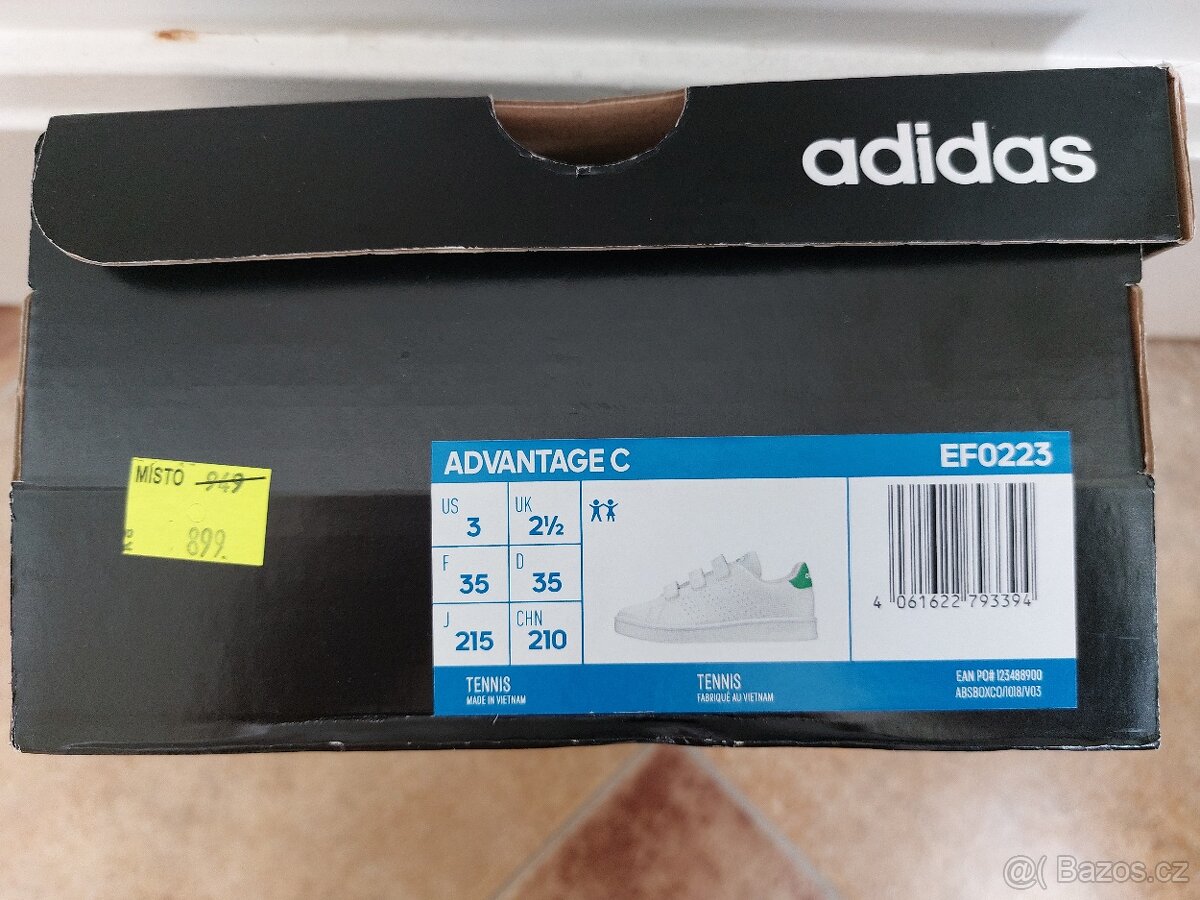 adidas
MÍSTO 949
899.
Kč
ADVANTAGE C
EF0223
US 3
UK 2½
F 35
D 35
J 215
CHN 210
4 061622 793394
TENNIS
MADE IN VIETNAM
TENNIS
FABRIQUÉ AU VIETNAM
EAN PO# 123488900
ABSBOXCO/1018/V03
@( Bazos.cz